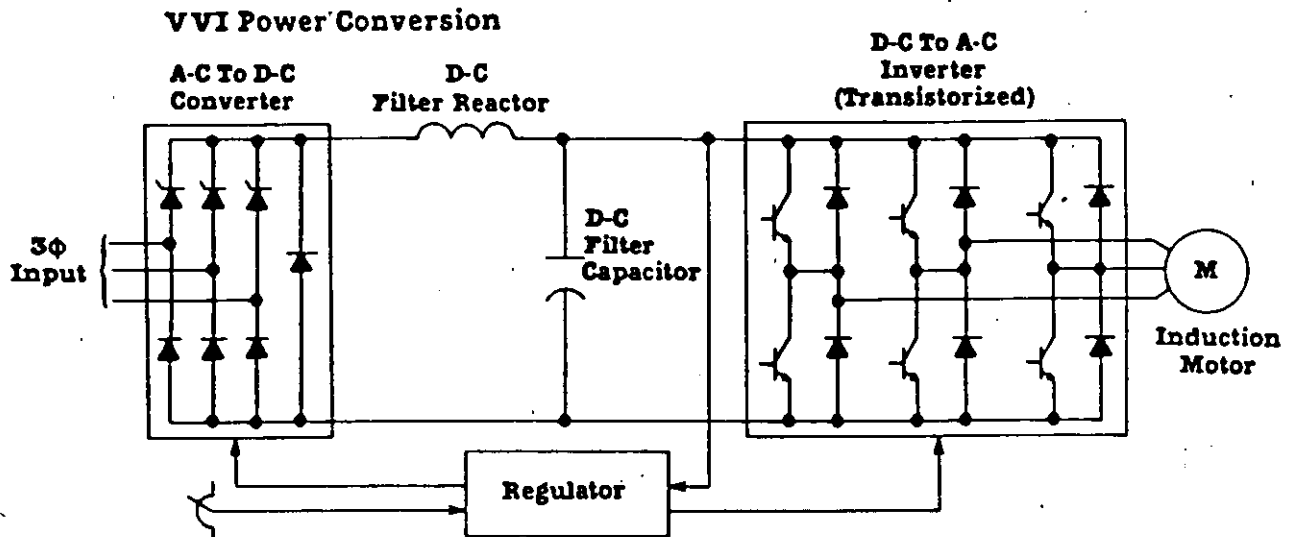 VVI Power Conversion
A-C To D-C
Converter
D-C
Filter Reactor
D-C To A-C
Inverter
(Transistorized)
3Φ
Input
D-C
Filter
Capacitor
M
Induction
Motor
Regulator